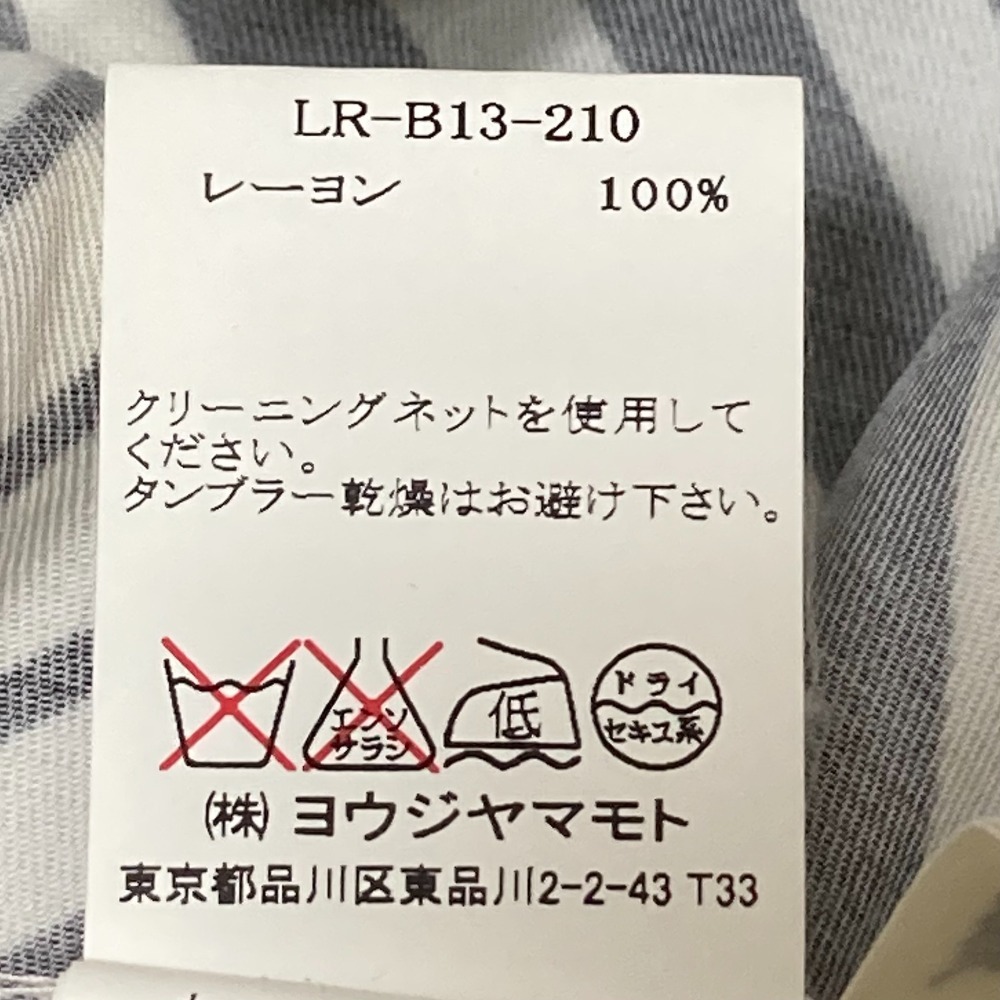 LR-B13-210
レーヨン 100%
クリーニングネットを使用して
ください。
タンブラー乾燥はお避け下さい。
エンソ
サラシ
低
ドライ
セキユ系
㈱ ヨウジヤマモト
東京都品川区東品川2-2-43 T33